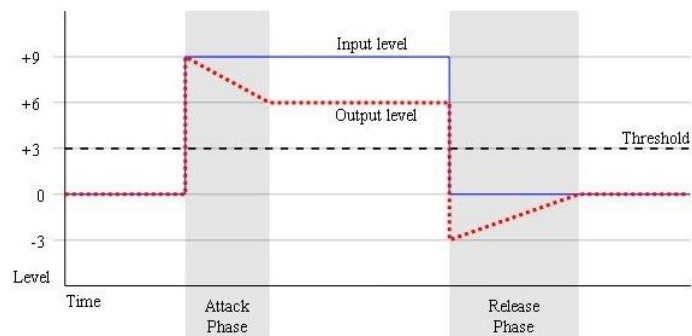 Input level
+9
+6
Output level
Threshold
+3
0
-3
Level
Time
Attack
Phase
Release
Phase